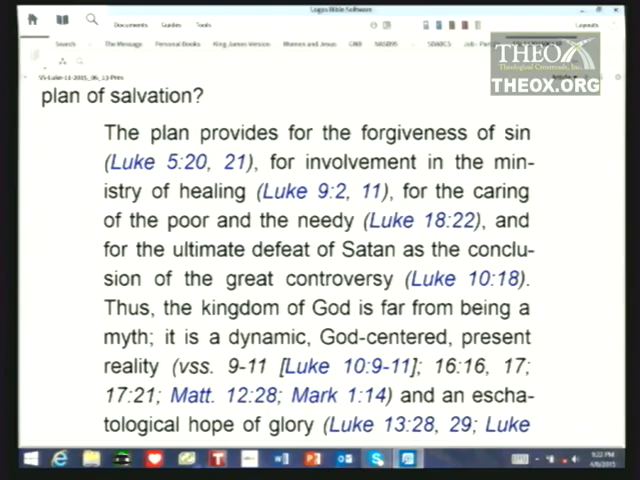 Logos Bible Software
Documents Guides Tools
Layouts
Search The Message Personal Books King James Version Women and Jesus GWB NASB95 SDABC5
THEOX
Theological Crossroads, Inc.
THEOX.ORG
plan of salvation?
The plan provides for the forgiveness of sin
(Luke 5:20, 21), for involvement in the min-
istry of healing (Luke 9:2, 11), for the caring
of the poor and the needy (Luke 18:22), and
for the ultimate defeat of Satan as the conclu-
sion of the great controversy (Luke 10:18).
Thus, the kingdom of God is far from being a
myth; it is a dynamic, God-centered, present
reality (vss. 9-11 [Luke 10:9-11]; 16:16, 17;
17:21; Matt. 12:28; Mark 1:14) and an escha-
tological hope of glory (Luke 13:28, 29; Luke
9:22 PM
4/8/2015